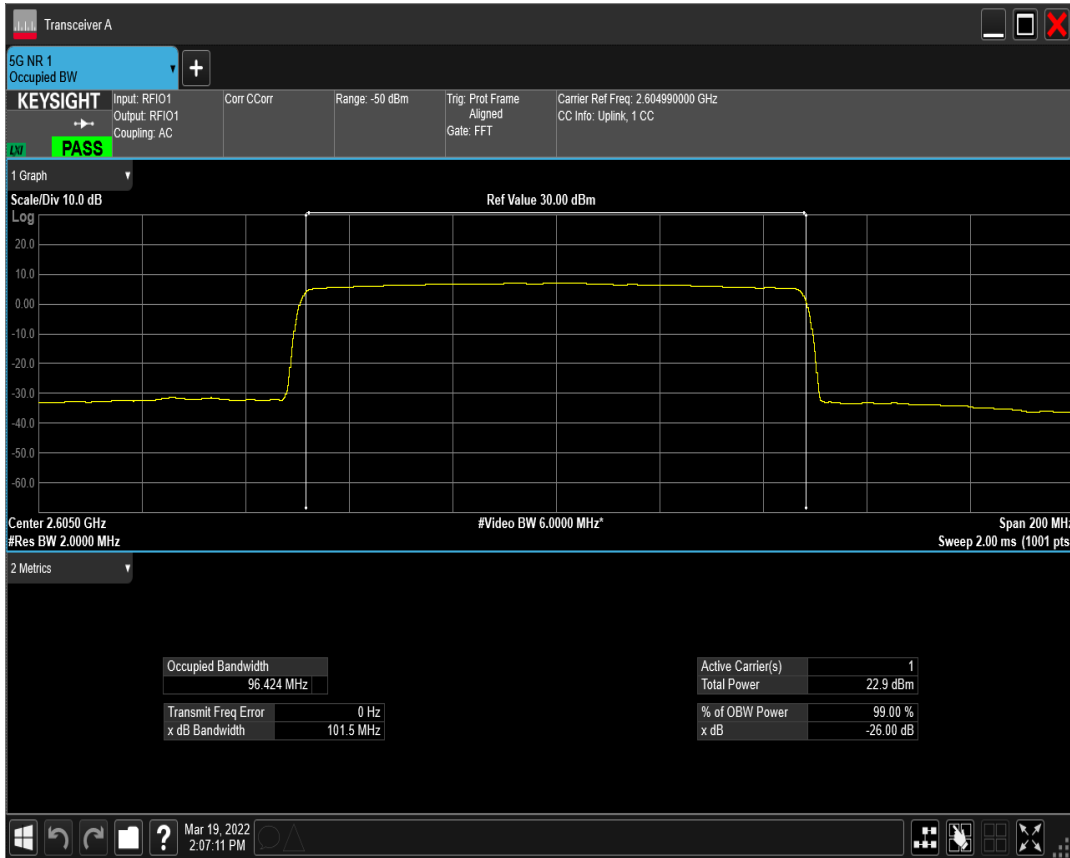 Transceiver A
5G NR 1
Occupied BW
+
KEYSIGHT
LXI
PASS
Input: RFIO1
Output: RFIO1
Coupling: AC
Corr CCorr
Range: -50 dBm
Trig: Prot Frame
Aligned
Gate: FFT
Carrier Ref Freq: 2.604990000 GHz
CC Info: Uplink, 1 CC
1 Graph
Scale/Div 10.0 dB
Ref Value 30.00 dBm
Log
20.0
10.0
0.00
-10.0
-20.0
-30.0
-40.0
-50.0
-60.0
Center 2.6050 GHz
#Video BW 6.0000 MHz*
Span 200 MHz
#Res BW 2.0000 MHz
Sweep 2.00 ms (1001 pts
2 Metrics
Occupied Bandwidth
96.424 MHz
Transmit Freq Error 0 Hz
x dB Bandwidth 101.5 MHz
Active Carrier(s) 1
Total Power 22.9 dBm
% of OBW Power 99.00 %
x dB -26.00 dB
?
Mar 19, 2022
2:07:11 PM